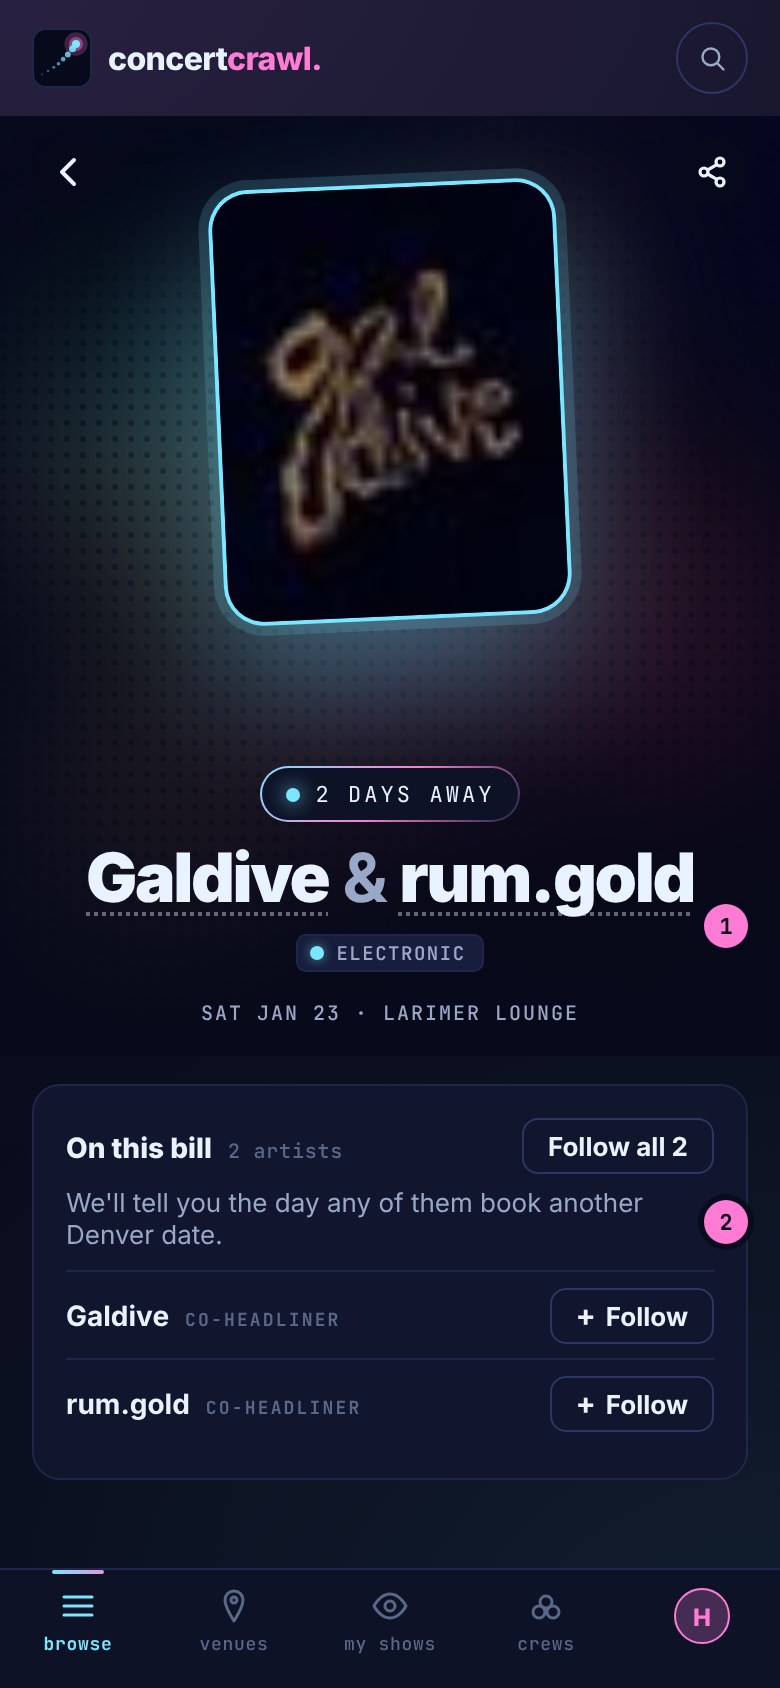 concertcrawl.
gal
dive
2 DAYS AWAY
Galdive & rum.gold
1
ELECTRONIC
SAT JAN 23 · LARIMER LOUNGE
On this bill 2 artists
Follow all 2
We'll tell you the day any of them book another
Denver date.
2
Galdive CO-HEADLINER
+ Follow
rum.gold CO-HEADLINER
+ Follow
browse
venues
my shows
crews
H